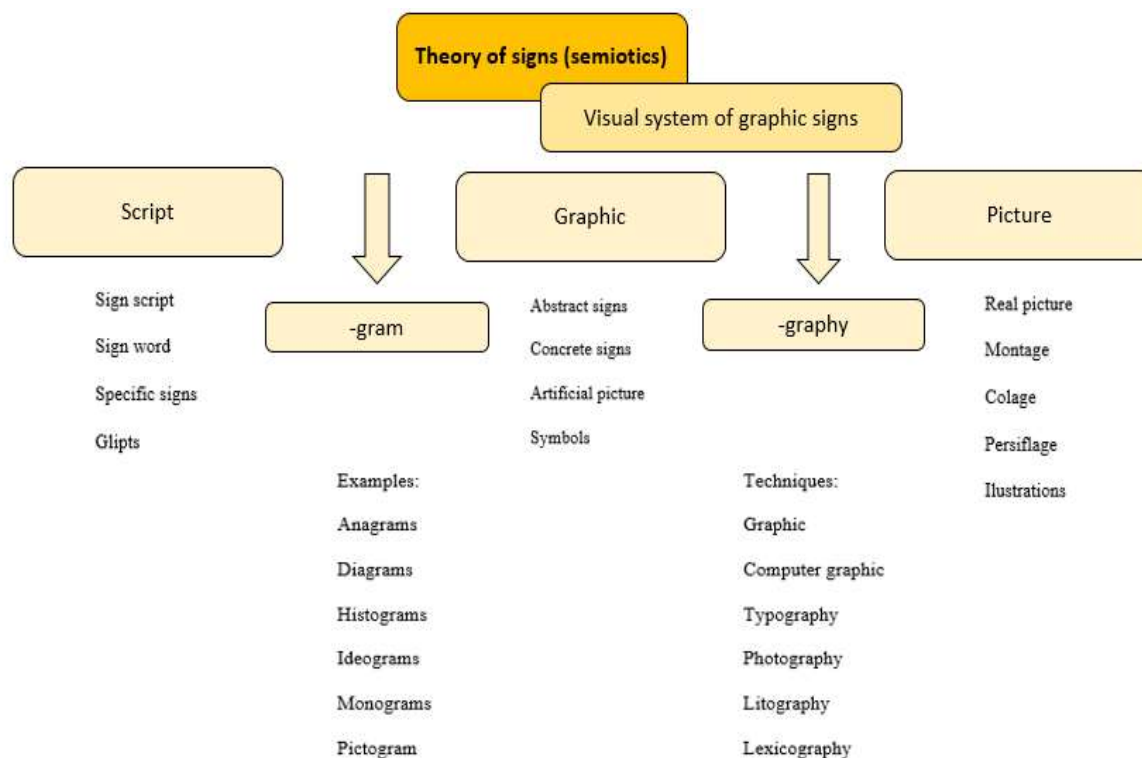 Theory of signs (semiotics)
Visual system of graphic signs
Script
Graphic
Picture
Sign script
Sign word
Specific signs
Glipts
-gram
Abstract signs
Concrete signs
Artificial picture
Symbols
-graphy
Real picture
Montage
Colage
Persiflage
Ilustrations
Examples:
Anagrams
Diagrams
Histograms
Ideograms
Monograms
Pictogram
Techniques:
Graphic
Computer graphic
Typography
Photography
Litography
Lexicography